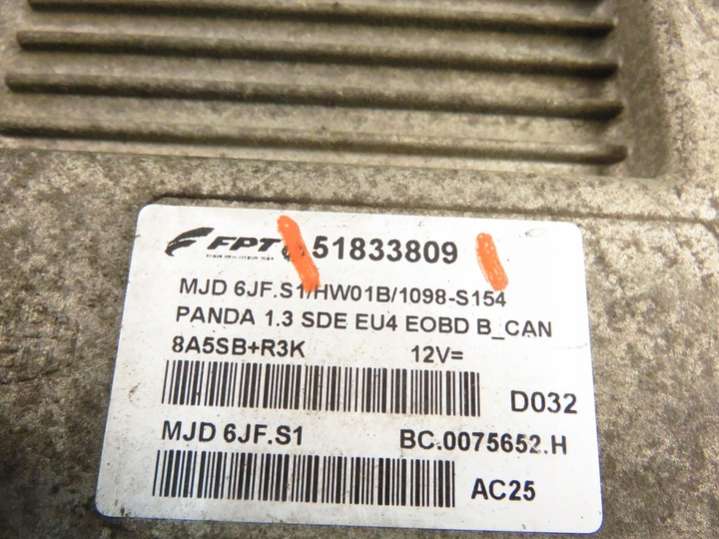 FPT 51833809
MJD 6JF.S1/HW01B/1098-S154
PANDA 1.3 SDE EU4 EOBD B_CAN
8A5SB+R3K 12V=
D032
MJD 6JF.S1 BC.0075652.H
AC25